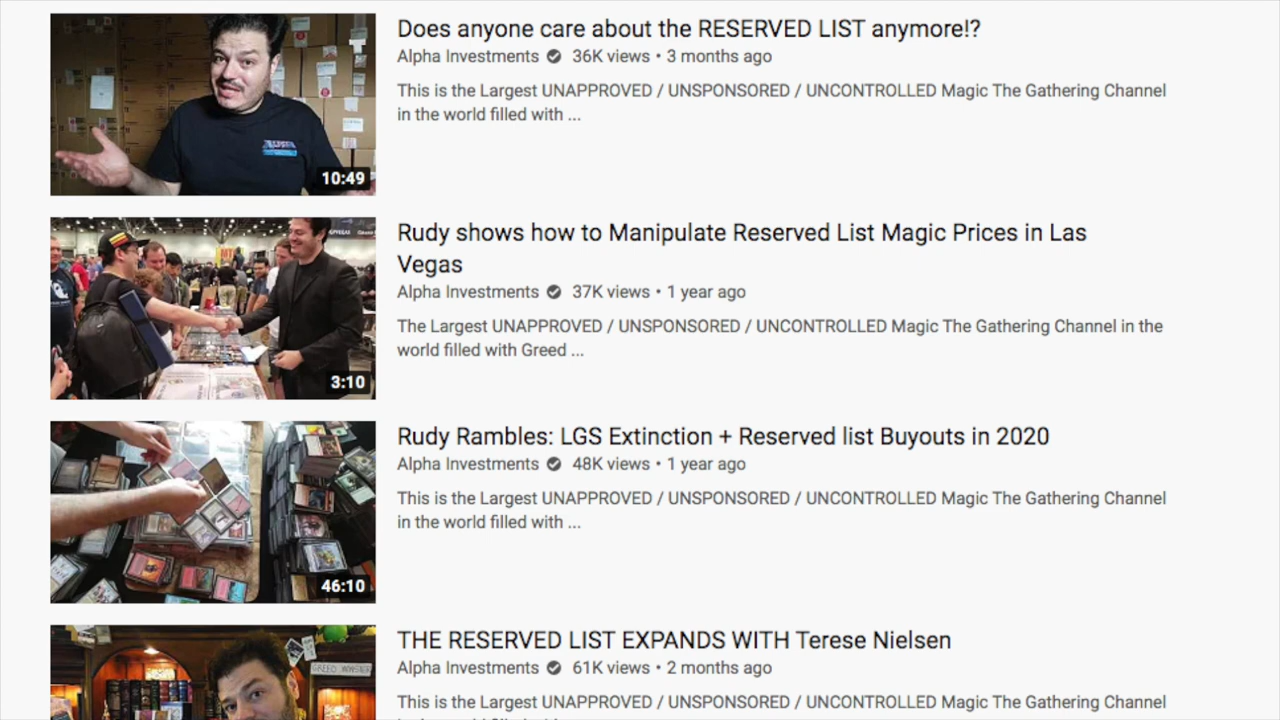 Does anyone care about the RESERVED LIST anymore!?
Alpha Investments 36K views • 3 months ago
This is the Largest UNAPPROVED / UNSPONSORED / UNCONTROLLED Magic The Gathering Channel
in the world filled with ...
10:49
Rudy shows how to Manipulate Reserved List Magic Prices in Las
Vegas
Alpha Investments 37K views • 1 year ago
The Largest UNAPPROVED / UNSPONSORED / UNCONTROLLED Magic The Gathering Channel in the
world filled with Greed ...
3:10
Rudy Rambles: LGS Extinction + Reserved list Buyouts in 2020
Alpha Investments 48K views • 1 year ago
This is the Largest UNAPPROVED / UNSPONSORED / UNCONTROLLED Magic The Gathering Channel
in the world filled with ...
46:10
THE RESERVED LIST EXPANDS WITH Terese Nielsen
Alpha Investments 61K views • 2 months ago
This is the Largest UNAPPROVED / UNSPONSORED / UNCONTROLLED Magic The Gathering Channel